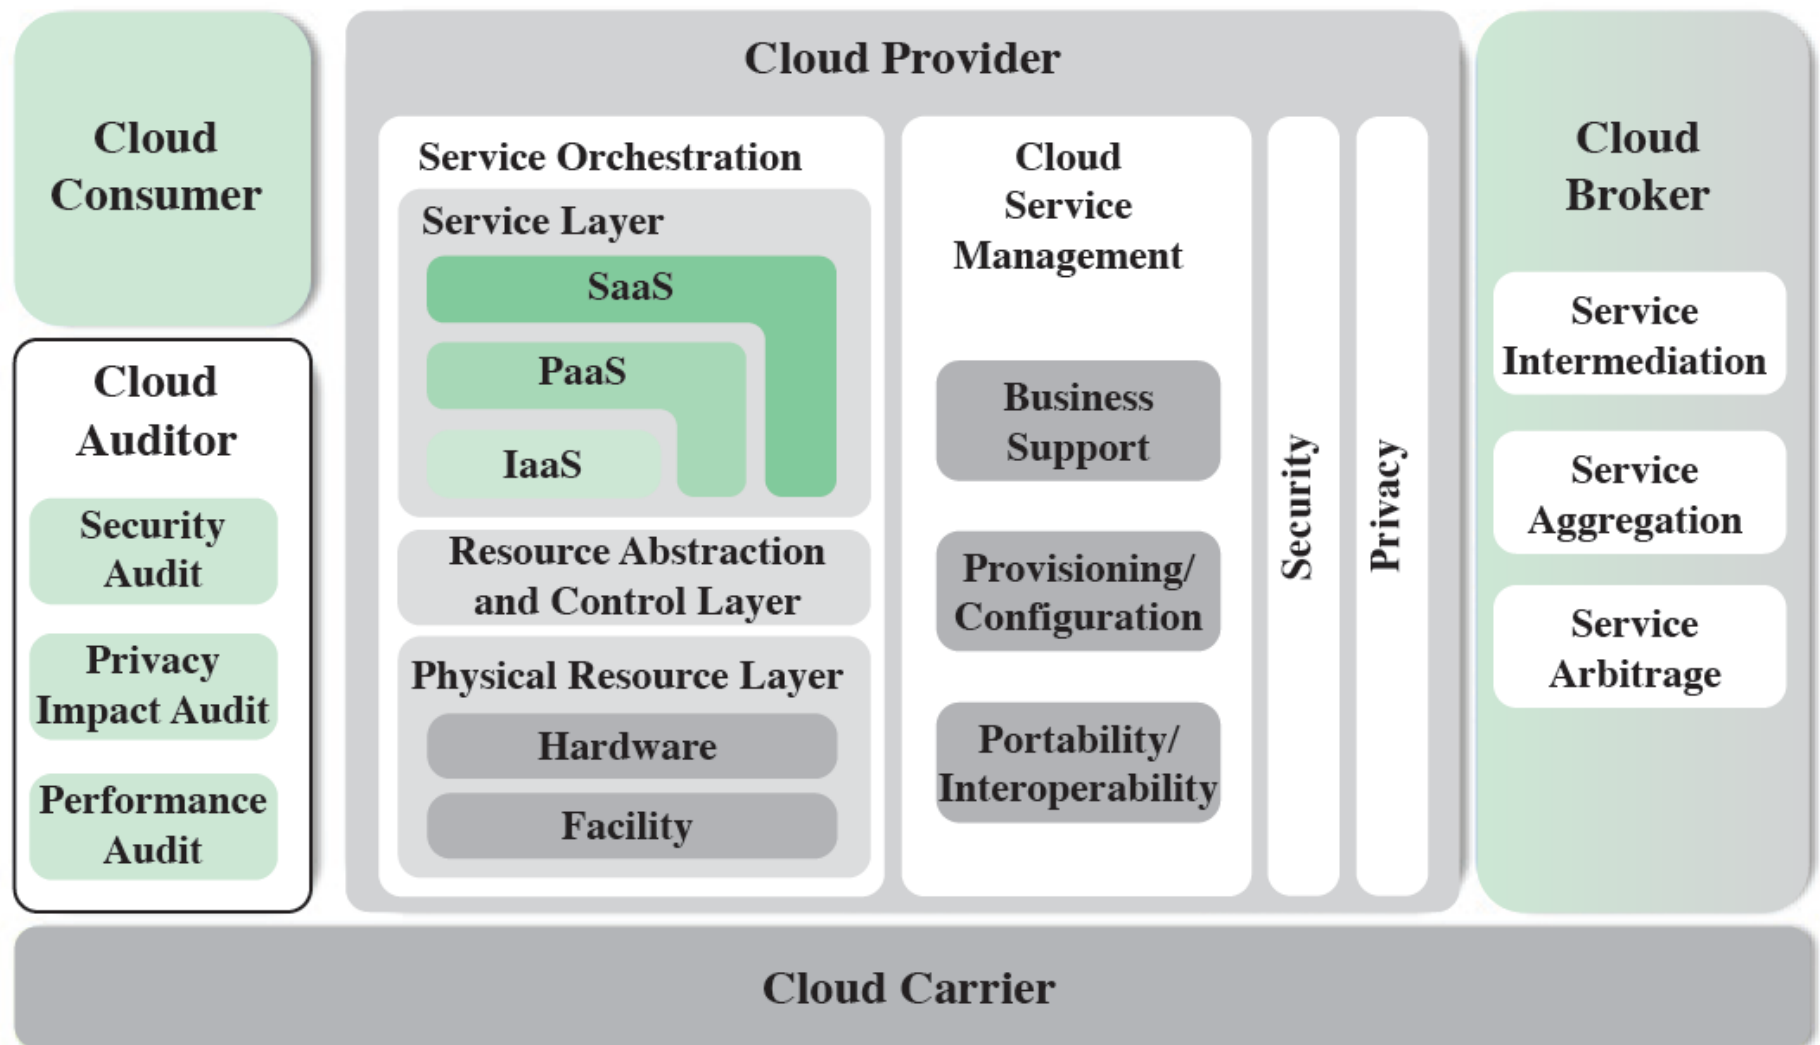 Cloud
Consumer
Cloud
Auditor
Security
Audit
Privacy
Impact Audit
Performance
Audit
Cloud Provider
Service Orchestration
Service Layer
SaaS
PaaS
IaaS
Resource Abstraction
and Control Layer
Physical Resource Layer
Hardware
Facility
Cloud
Service
Management
Business
Support
Provisioning/
Configuration
Portability/
Interoperability
Security
Privacy
Cloud
Broker
Service
Intermediation
Service
Aggregation
Service
Arbitrage
Cloud Carrier